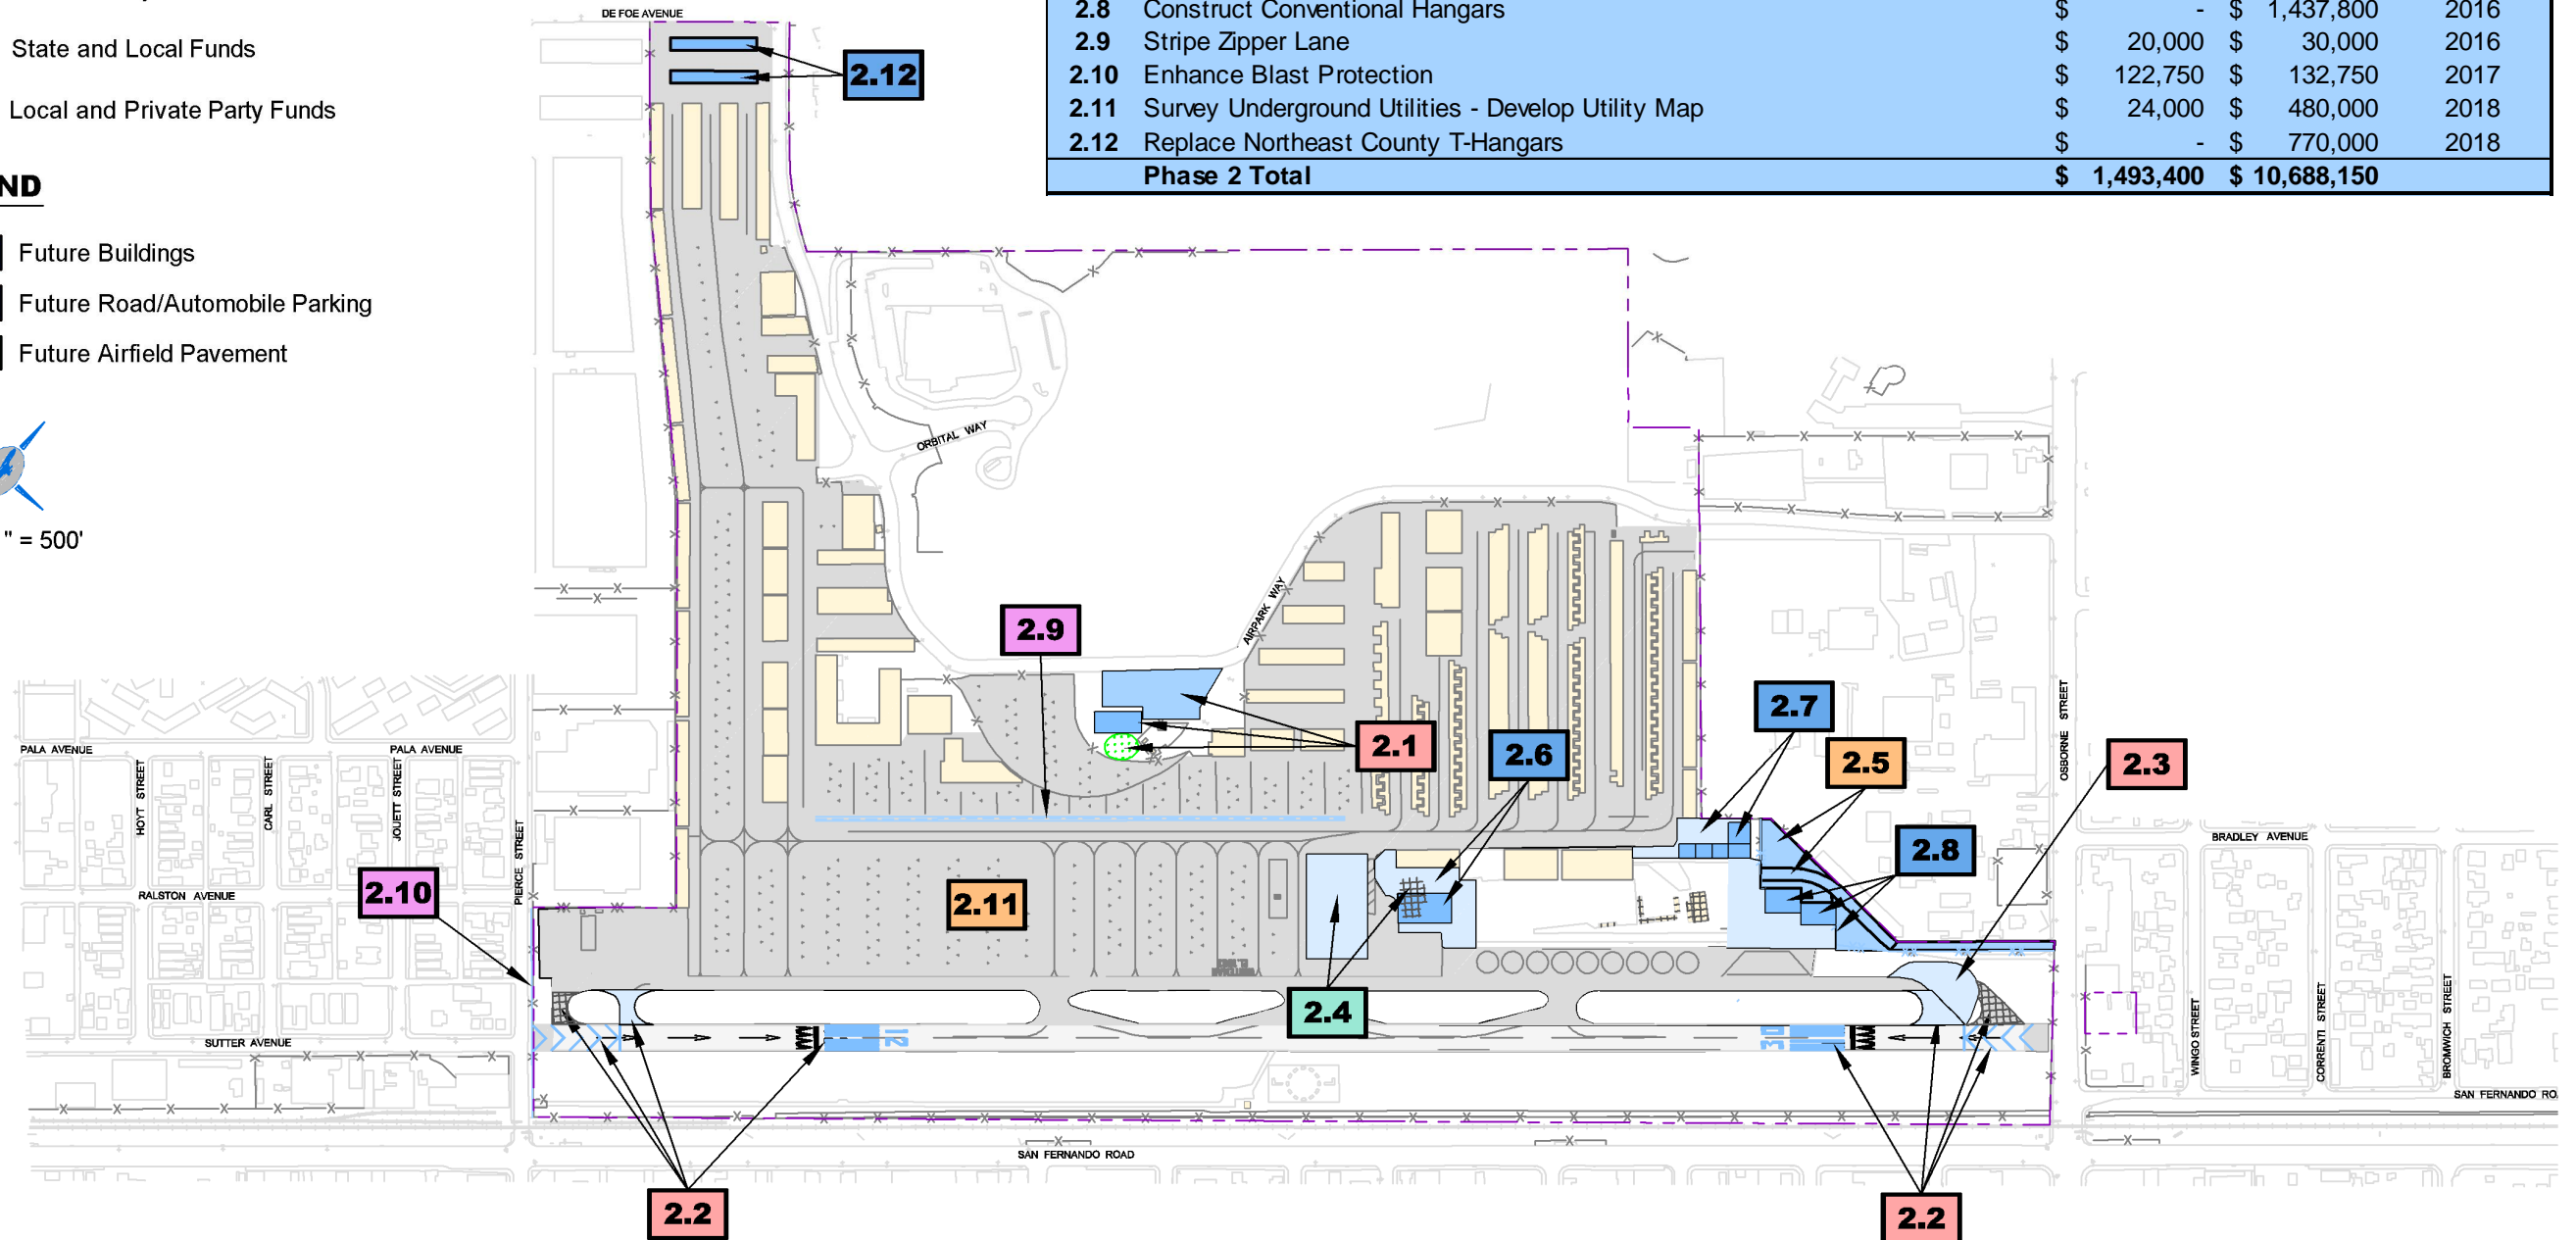 2.8 Construct Conventional Hangars $ - $ 1,437,800 2016
2.9 Stripe Zipper Lane $ 20,000 $ 30,000 2016
2.10 Enhance Blast Protection $ 122,750 $ 132,750 2017
2.11 Survey Underground Utilities - Develop Utility Map $ 24,000 $ 480,000 2018
2.12 Replace Northeast County T-Hangars $ - $ 770,000 2018
Phase 2 Total $ 1,493,400 $ 10,688,150
State and Local Funds
Local and Private Party Funds
ND
Future Buildings
Future Road/Automobile Parking
Future Airfield Pavement
" = 500'
DE FOE AVENUE
2.12
ORBITAL WAY
AIRPARK WAY
2.9
2.1
2.6
2.7
2.5
2.3
2.8
OSBORNE STREET
PALA AVENUE
PALA AVENUE
HOYT STREET
CARL STREET
JOUETT STREET
PIERCE STREET
BRADLEY AVENUE
RALSTON AVENUE
2.10
2.11
2.4
SUTTER AVENUE
12
30
WINGO STREET
CORRENTI STREET
BROMWICH STREET
SAN FERNANDO RO
SAN FERNANDO ROAD
2.2
2.2